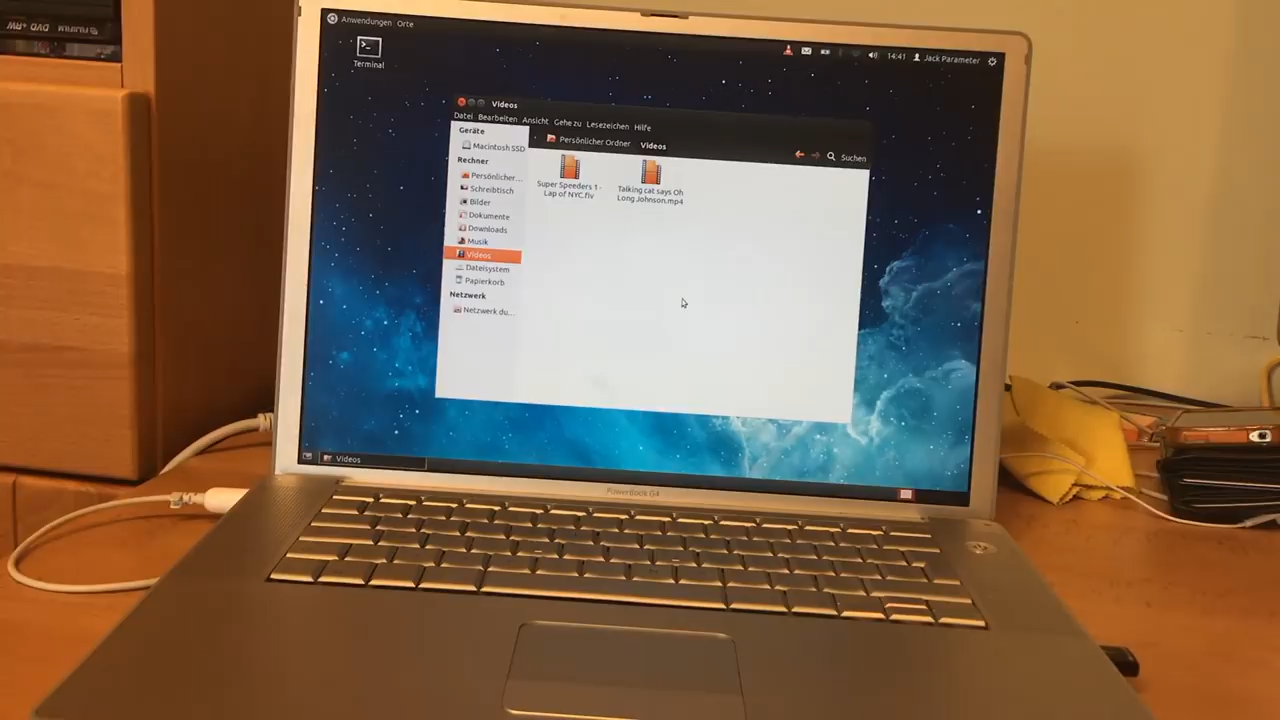 Anwendungen Orte
14:41 Jack Parameter
Terminal
Videos
Datei Bearbeiten Ansicht Gehe zu Lesezeichen Hilfe
Persönlicher Ordner Videos
Suchen
Geräte
Macintosh SSD
Rechner
Persönlicher...
Schreibtisch
Bilder
Dokumente
Downloads
Musik
Videos
Dateisystem
Papierkorb
Netzwerk
Netzwerk du...
Super Speeders 1 -
Lap of NYC.flv
Talking cat says Oh
Long Johnson.mp4
Videos
PowerBook G4